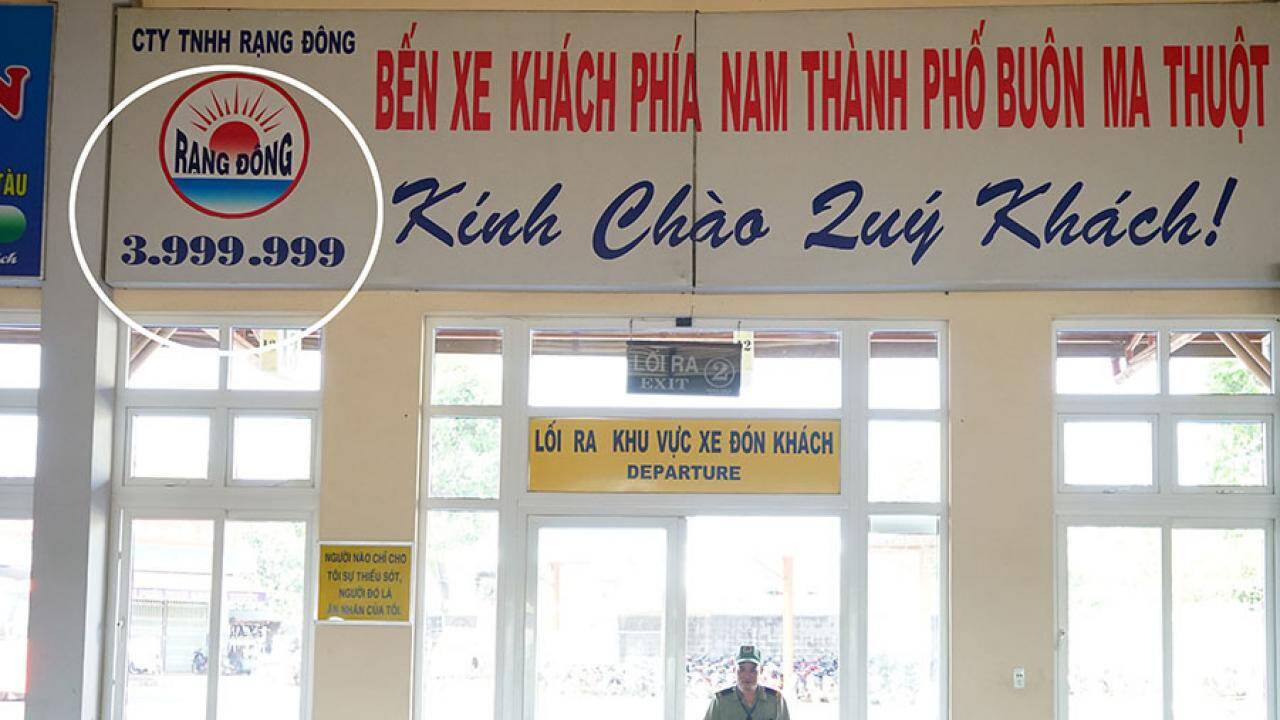 CTY TNHH RẠNG ĐÔNG
RẠNG ĐÔNG
3.999.999
BẾN XE KHÁCH PHÍA NAM THÀNH PHỐ BUÔN MA THUỘT
Kính Chào Quý Khách!
TÀU
LỐI RA
EXIT
2
LỐI RA KHU VỰC XE ĐÓN KHÁCH
DEPARTURE
NGƯỜI NÀO CHỈ CHO
TÔI SỰ THIẾU SÓT,
NGƯỜI ĐÓ LÀ
ÂN NHÂN CỦA TÔI.